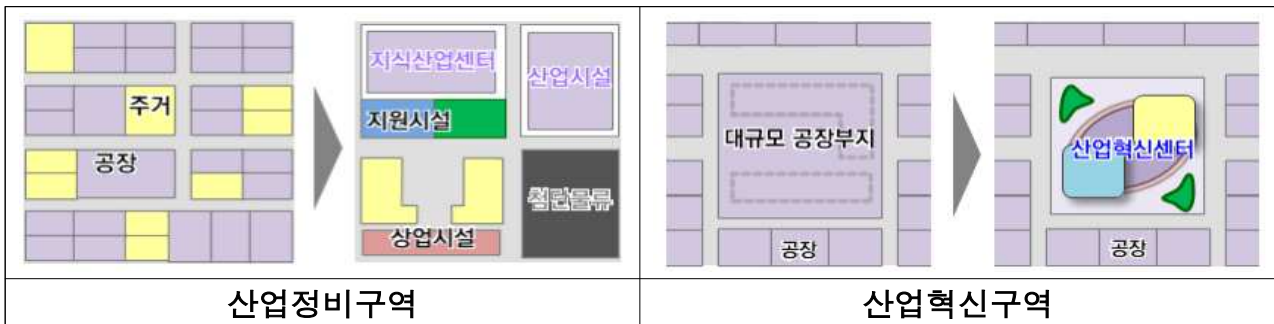 주거
공장
지식산업센터
산업시설
지원시설
첨단물류
상업시설
대규모 공장부지
공장
산업혁신센터
공장
산업정비구역
산업혁신구역